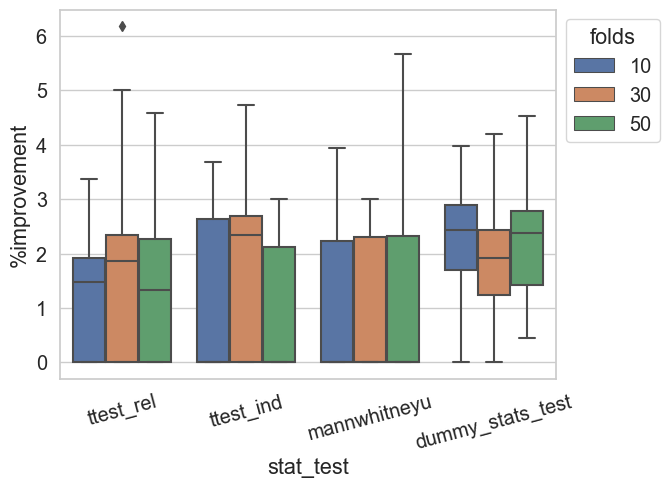 folds
10
30
50
%improvement
6
5
4
3
2
1
0
ttest_rel
ttest_ind
mannwhitneyu
dummy_stats_test
stat_test